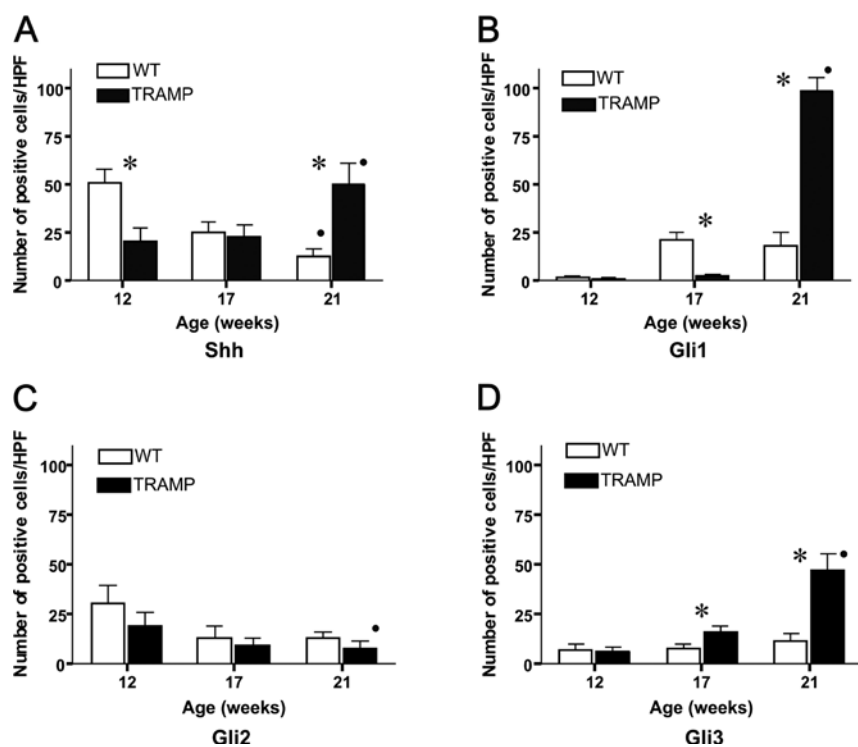 A
Number of positive cells/HPF
100
75
50
25
0
WT
TRAMP
*
*
•
•
12
17
21
Age (weeks)
Shh
B
Number of positive cells/HPF
100
75
50
25
0
WT
TRAMP
*
*
•
12
17
21
Age (weeks)
Gli1
C
Number of positive cells/HPF
100
75
50
25
0
WT
TRAMP
•
12
17
21
Age (weeks)
Gli2
D
Number of positive cells/HPF
100
75
50
25
0
WT
TRAMP
*
*
•
12
17
21
Age (weeks)
Gli3